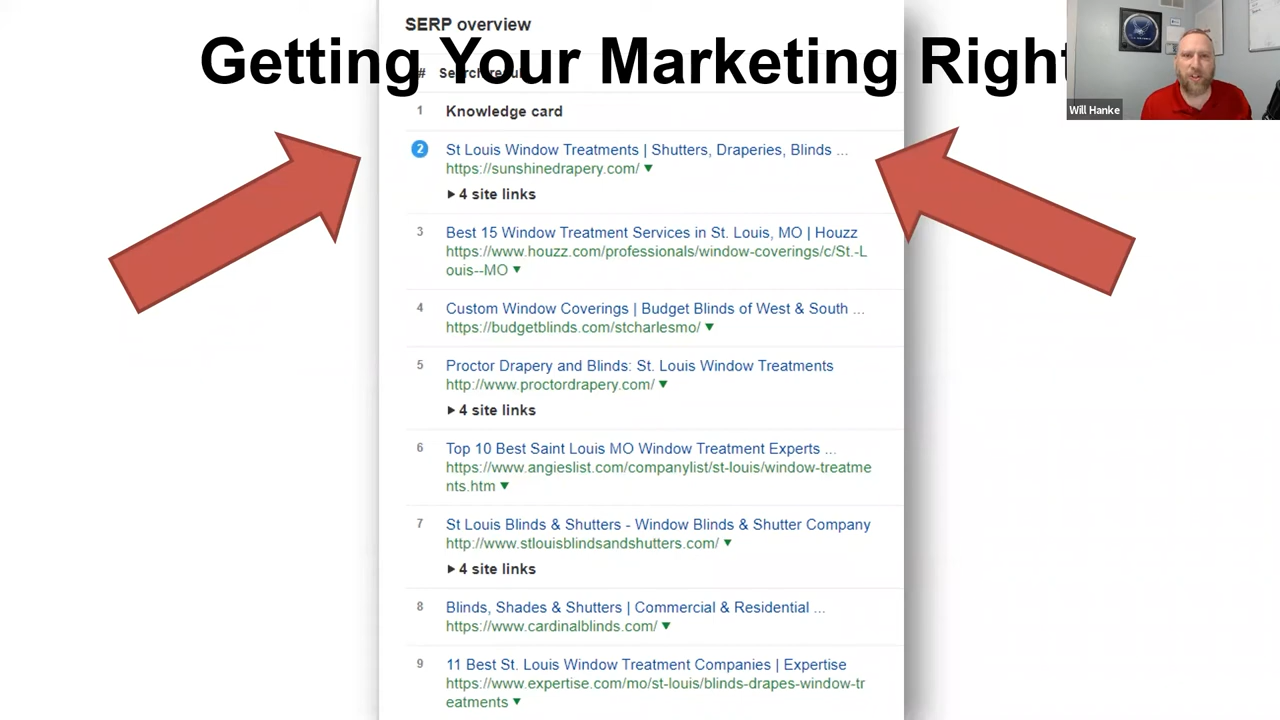 SERP overview
Getting Your Marketing Right
#
1 Knowledge card
2 St Louis Window Treatments | Shutters, Draperies, Blinds ...
https://sunshinedrapery.com/ ▼
▶ 4 site links
3 Best 15 Window Treatment Services in St. Louis, MO | Houzz
https://www.houzz.com/professionals/window-coverings/c/St.-L
ouis--MO ▼
4 Custom Window Coverings | Budget Blinds of West & South ...
https://budgetblinds.com/stcharlesmo/ ▼
5 Proctor Drapery and Blinds: St. Louis Window Treatments
http://www.proctordrapery.com/ ▼
▶ 4 site links
6 Top 10 Best Saint Louis MO Window Treatment Experts ...
https://www.angieslist.com/companylist/st-louis/window-treatme
nts.htm ▼
7 St Louis Blinds & Shutters - Window Blinds & Shutter Company
http://www.stlouisblindsandshutters.com/ ▼
▶ 4 site links
8 Blinds, Shades & Shutters | Commercial & Residential ...
https://www.cardinalblinds.com/ ▼
9 11 Best St. Louis Window Treatment Companies | Expertise
https://www.expertise.com/mo/st-louis/blinds-drapes-window-tr
eatments ▼
Will Hanke